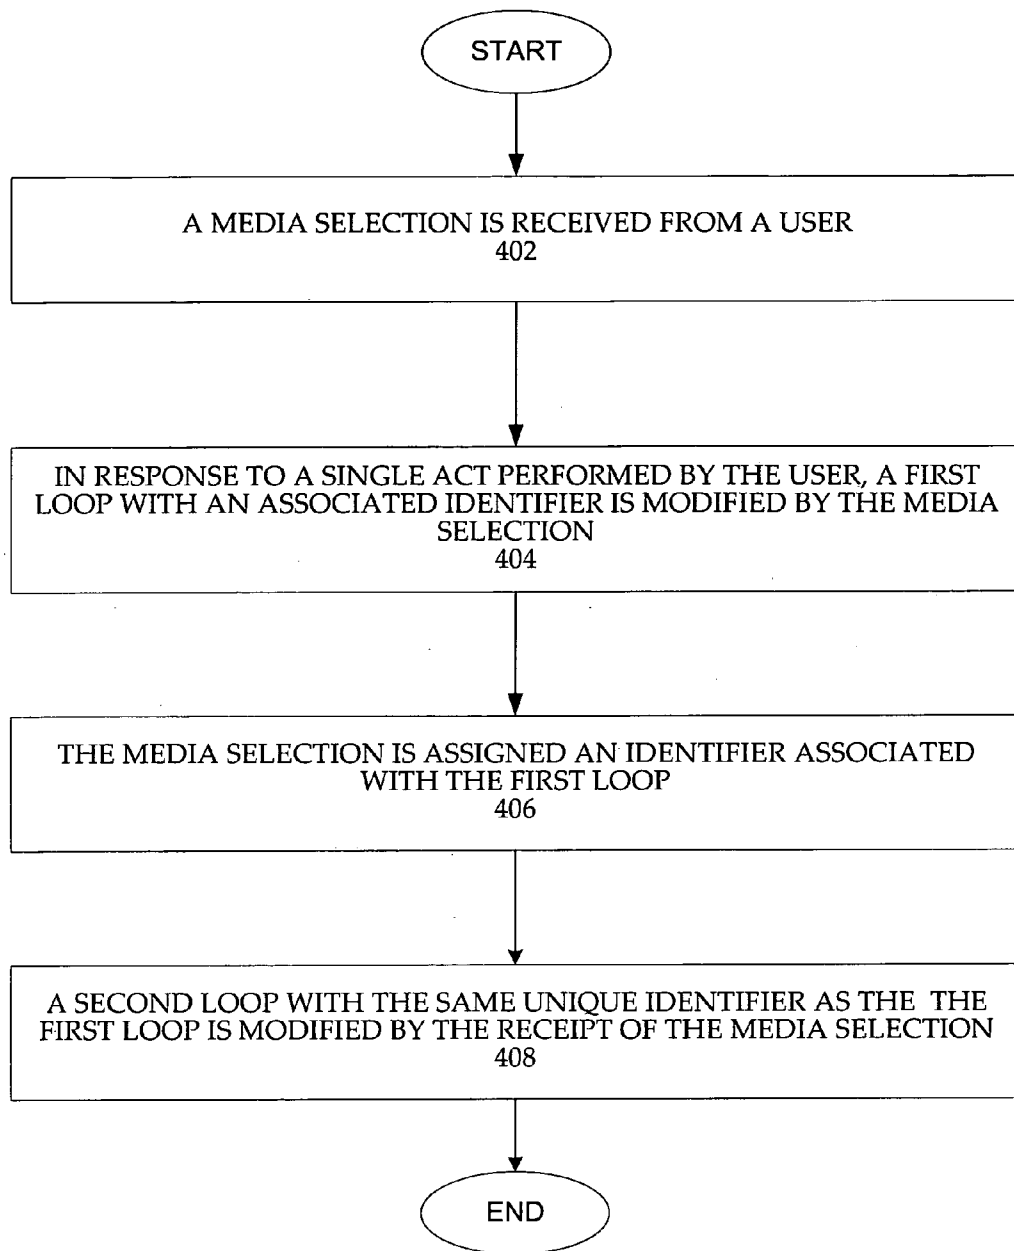 START
A MEDIA SELECTION IS RECEIVED FROM A USER
402
IN RESPONSE TO A SINGLE ACT PERFORMED BY THE USER, A FIRST
LOOP WITH AN ASSOCIATED IDENTIFIER IS MODIFIED BY THE MEDIA
SELECTION
404
THE MEDIA SELECTION IS ASSIGNED AN IDENTIFIER ASSOCIATED
WITH THE FIRST LOOP
406
A SECOND LOOP WITH THE SAME UNIQUE IDENTIFIER AS THE THE
FIRST LOOP IS MODIFIED BY THE RECEIPT OF THE MEDIA SELECTION
408
END